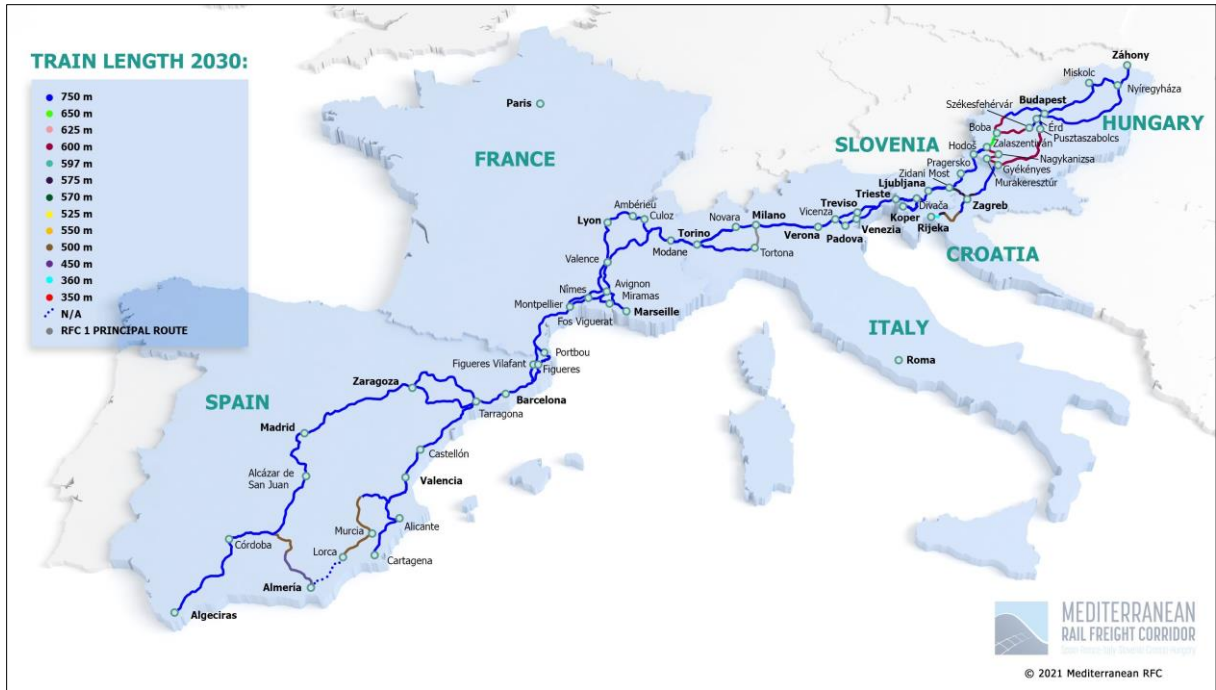 TRAIN LENGTH 2030:
750 m
650 m
625 m
600 m
597 m
575 m
570 m
525 m
550 m
500 m
450 m
360 m
350 m
N/A
RFC 1 PRINCIPAL ROUTE
Paris
FRANCE
Záhony
Miskolc
Nyíregyháza
Székesfehérvár
Budapest
HUNGARY
Érd
Boba
Pusztaszabolcs
SLOVENIA
Zalaszentiván
Hodoš
Nagykanizsa
Pragersko
Gyékényes
Zidani Most
Murakeresztúr
Ljubljana
Zagreb
Trieste
Divača
Treviso
Koper
Rijeka
Vicenza
Venezia
CROATIA
Padova
Verona
Milano
Novara
Torino
Tortona
Ambérieu
Culoz
Lyon
Modane
Valence
Avignon
Nîmes
Miramas
Montpellier
Marseille
Fos Viguerat
ITALY
Roma
Portbou
Figueres Vilafant
Figueres
Zaragoza
Barcelona
SPAIN
Tarragona
Madrid
Castellón
Alcázar de
San Juan
Valencia
Murcia
Alicante
Córdoba
Lorca
Cartagena
Almería
Algeciras
MEDITERRANEAN
RAIL FREIGHT CORRIDOR
© 2021 Mediterranean RFC